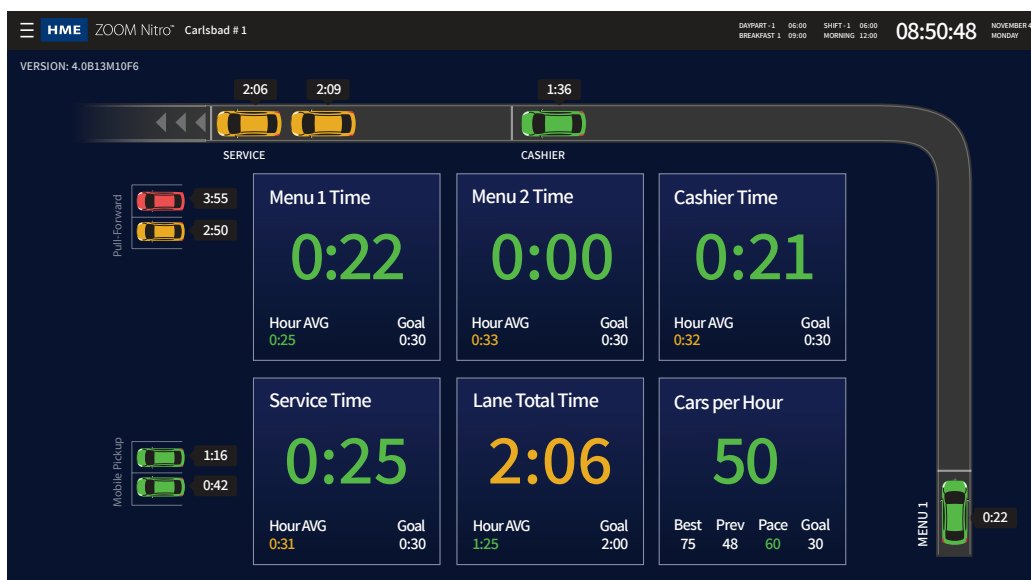 HME ZOOM Nitro™ Carlsbad # 1
DAYPART - 1 06:00 SHIFT - 1 06:00
BREAKFAST 1 09:00 MORNING 12:00
08:50:48
NOVEMBER 4
MONDAY
VERSION: 4.0B13M10F6
2:06 2:09 1:36
SERVICE CASHIER
Pull-Forward
3:55
2:50
Menu 1 Time
0:22
Hour AVG Goal
0:25 0:30
Menu 2 Time
0:00
Hour AVG Goal
0:33 0:30
Cashier Time
0:21
Hour AVG Goal
0:32 0:30
Mobile Pickup
1:16
0:42
Service Time
0:25
Hour AVG Goal
0:31 0:30
Lane Total Time
2:06
Hour AVG Goal
1:25 2:00
Cars per Hour
50
Best Prev Pace Goal
75 48 60 30
MENU 1
0:22